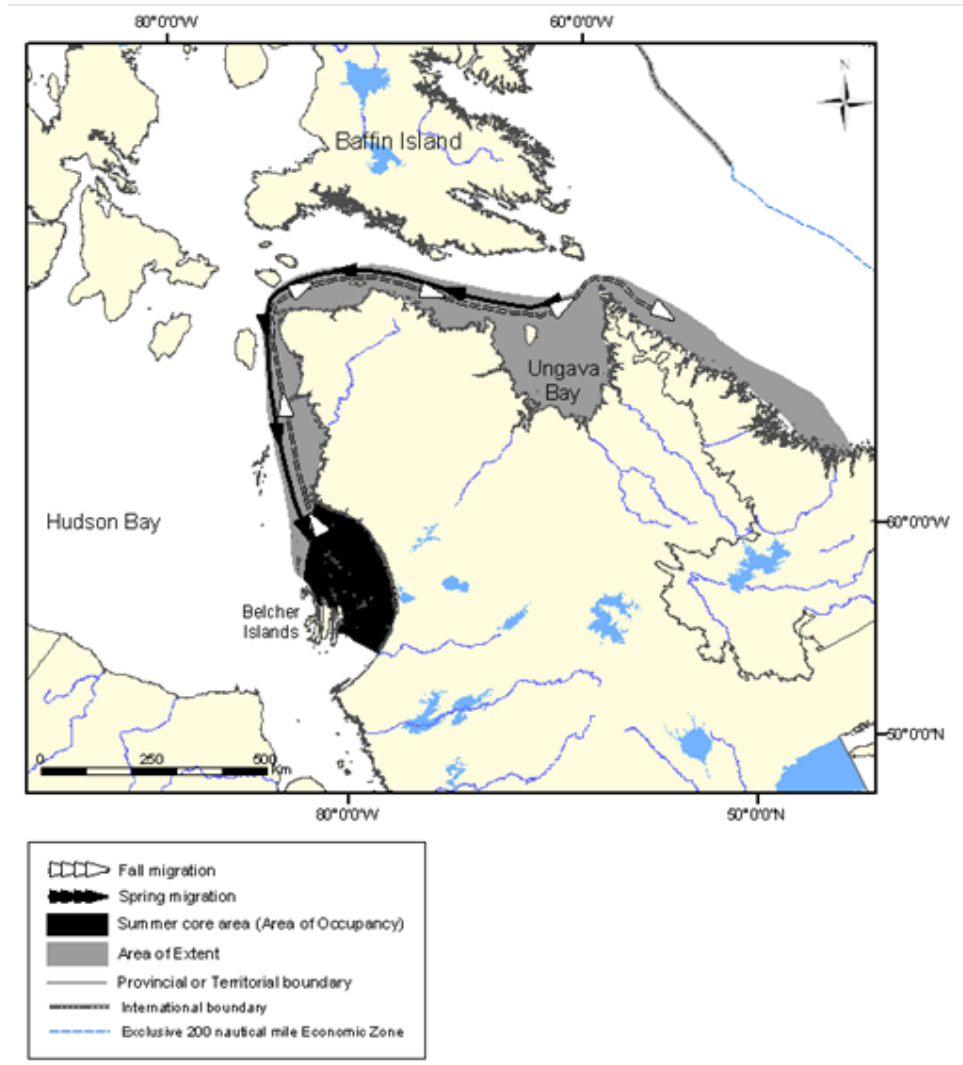 80°0'0"W
60°0'0"W
N
Baffin Island
Ungava
Bay
Hudson Bay
60°0'0"W
Belcher
Islands
50°0'0"N
0
250
500
Km
80°0'0"W
50°0'0"N
Fall migration
Spring migration
Summer core area (Area of Occupancy)
Area of Extent
Provincial or Territorial boundary
International boundary
Exclusive 200 nautical mile Economic Zone